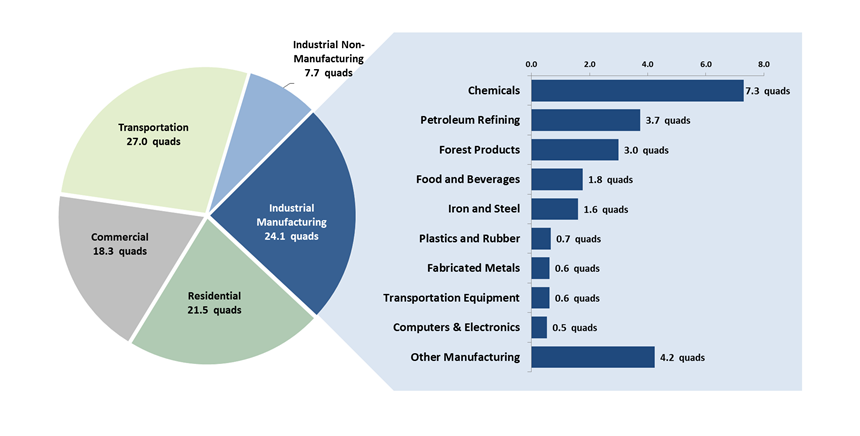 Industrial Non-
Manufacturing
7.7 quads
Transportation
27.0 quads
Industrial
Manufacturing
24.1 quads
Commercial
18.3 quads
Residential
21.5 quads
0.0 2.0 4.0 6.0 8.0
Chemicals 7.3 quads
Petroleum Refining 3.7 quads
Forest Products 3.0 quads
Food and Beverages 1.8 quads
Iron and Steel 1.6 quads
Plastics and Rubber 0.7 quads
Fabricated Metals 0.6 quads
Transportation Equipment 0.6 quads
Computers & Electronics 0.5 quads
Other Manufacturing 4.2 quads